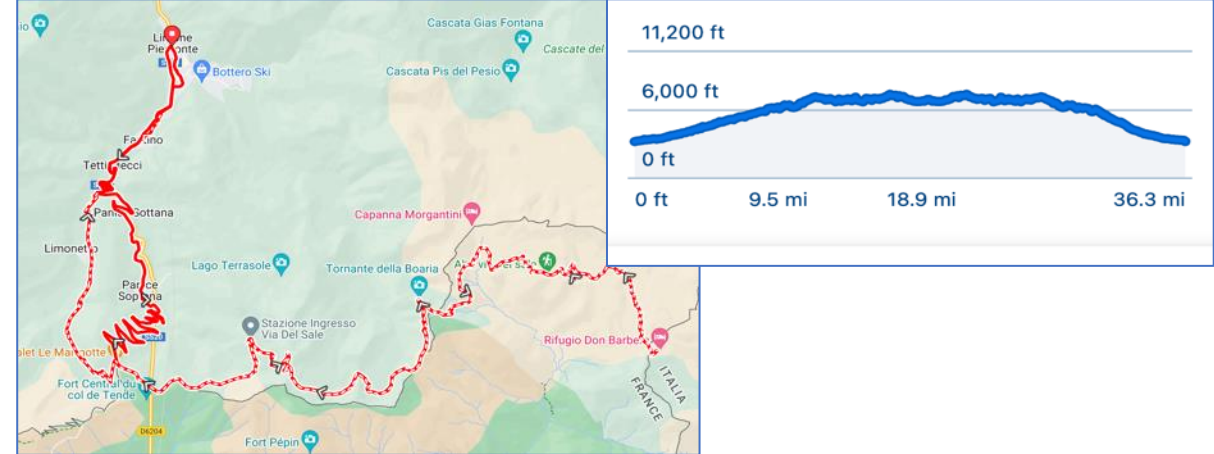 Cascata Gias Fontana
Limone
Piemonte
Cascate del
Bottero Ski
Cascata Pis del Pesio
Panice Sottana
Capanna Morgantini
Limonetto
Lago Terrasole
Tornante della Boaria
Panice
Soprana
Stazione Ingresso
Via Del Sale
Rifugio Don Barbera
Fort Central du
col de Tende
ITALIA
FRANCE
D6204
Fort Pépin
11,200 ft
6,000 ft
0 ft
0 ft
9.5 mi
18.9 mi
36.3 mi